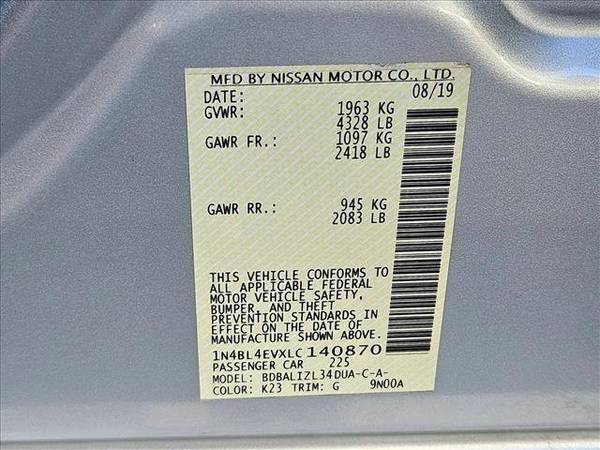 MFD BY NISSAN MOTOR CO., LTD.
DATE: 08/19
GVWR: 1963 KG
4328 LB
GAWR FR.: 1097 KG
2418 LB
GAWR RR.: 945 KG
2083 LB
THIS VEHICLE CONFORMS TO
ALL APPLICABLE FEDERAL
MOTOR VEHICLE SAFETY,
BUMPER, AND THEFT
PREVENTION STANDARDS IN
EFFECT ON THE DATE OF
MANUFACTURE SHOWN ABOVE.
1N4BL4EVXLC140870
PASSENGER CAR 225
MODEL: BDBALIZL34DUA-C-A-
COLOR: K23 TRIM: G 9N00A